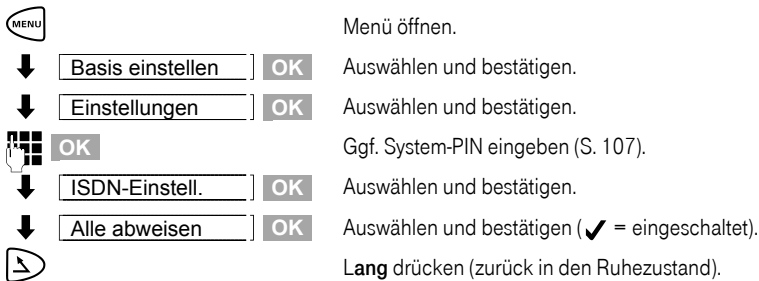 MENU Menü öffnen.
Basis einstellen OK Auswählen und bestätigen.
Einstellungen OK Auswählen und bestätigen.
OK Ggf. System-PIN eingeben (S. 107).
ISDN-Einstell. OK Auswählen und bestätigen.
Alle abweisen OK Auswählen und bestätigen (✔ = eingeschaltet).
Lang drücken (zurück in den Ruhezustand).